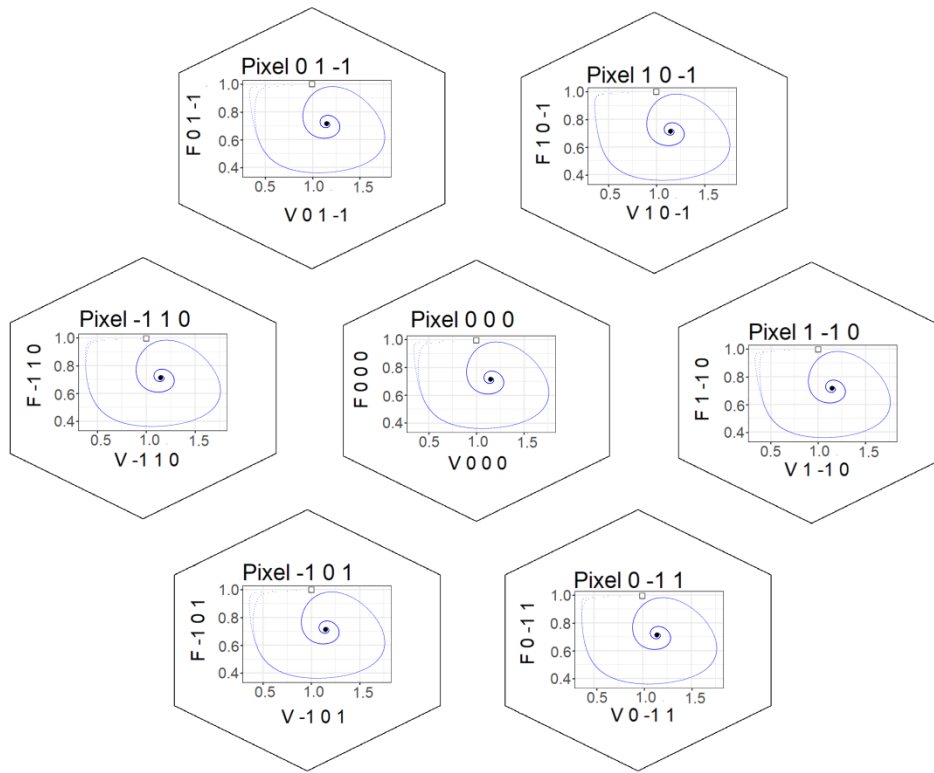 Pixel 0 1 -1
1.0
0.8
0.6
0.4
F 0 1 -1
0.5 1.0 1.5
V 0 1 -1
Pixel 1 0 -1
1.0
0.8
0.6
0.4
F 1 0 -1
0.5 1.0 1.5
V 1 0 -1
Pixel -1 1 0
1.0
0.8
0.6
0.4
F -1 1 0
0.5 1.0 1.5
V -1 1 0
Pixel 0 0 0
1.0
0.8
0.6
0.4
F 0 0 0
0.5 1.0 1.5
V 0 0 0
Pixel 1 -1 0
1.0
0.8
0.6
0.4
F 1 -1 0
0.5 1.0 1.5
V 1 -1 0
Pixel -1 0 1
1.0
0.8
0.6
0.4
F -1 0 1
0.5 1.0 1.5
V -1 0 1
Pixel 0 -1 1
1.0
0.8
0.6
0.4
F 0 -1 1
0.5 1.0 1.5
V 0 -1 1